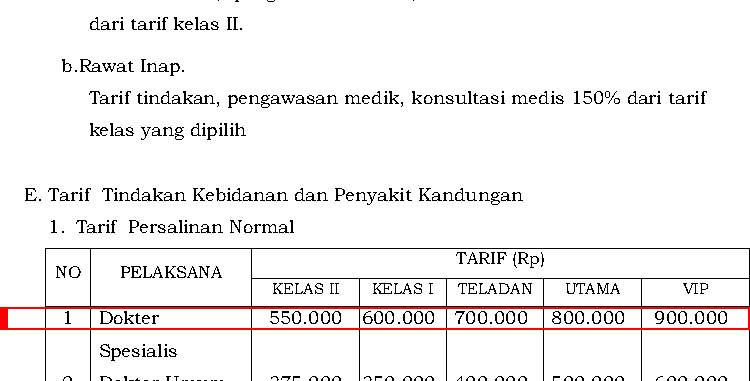 dari tarif kelas II.
b.Rawat Inap.
Tarif tindakan, pengawasan medik, konsultasi medis 150% dari tarif
kelas yang dipilih
E. Tarif Tindakan Kebidanan dan Penyakit Kandungan
1. Tarif Persalinan Normal
NO PELAKSANA TARIF (Rp)
KELAS II KELAS I TELADAN UTAMA VIP
1 Dokter 550.000 600.000 700.000 800.000 900.000
Spesialis